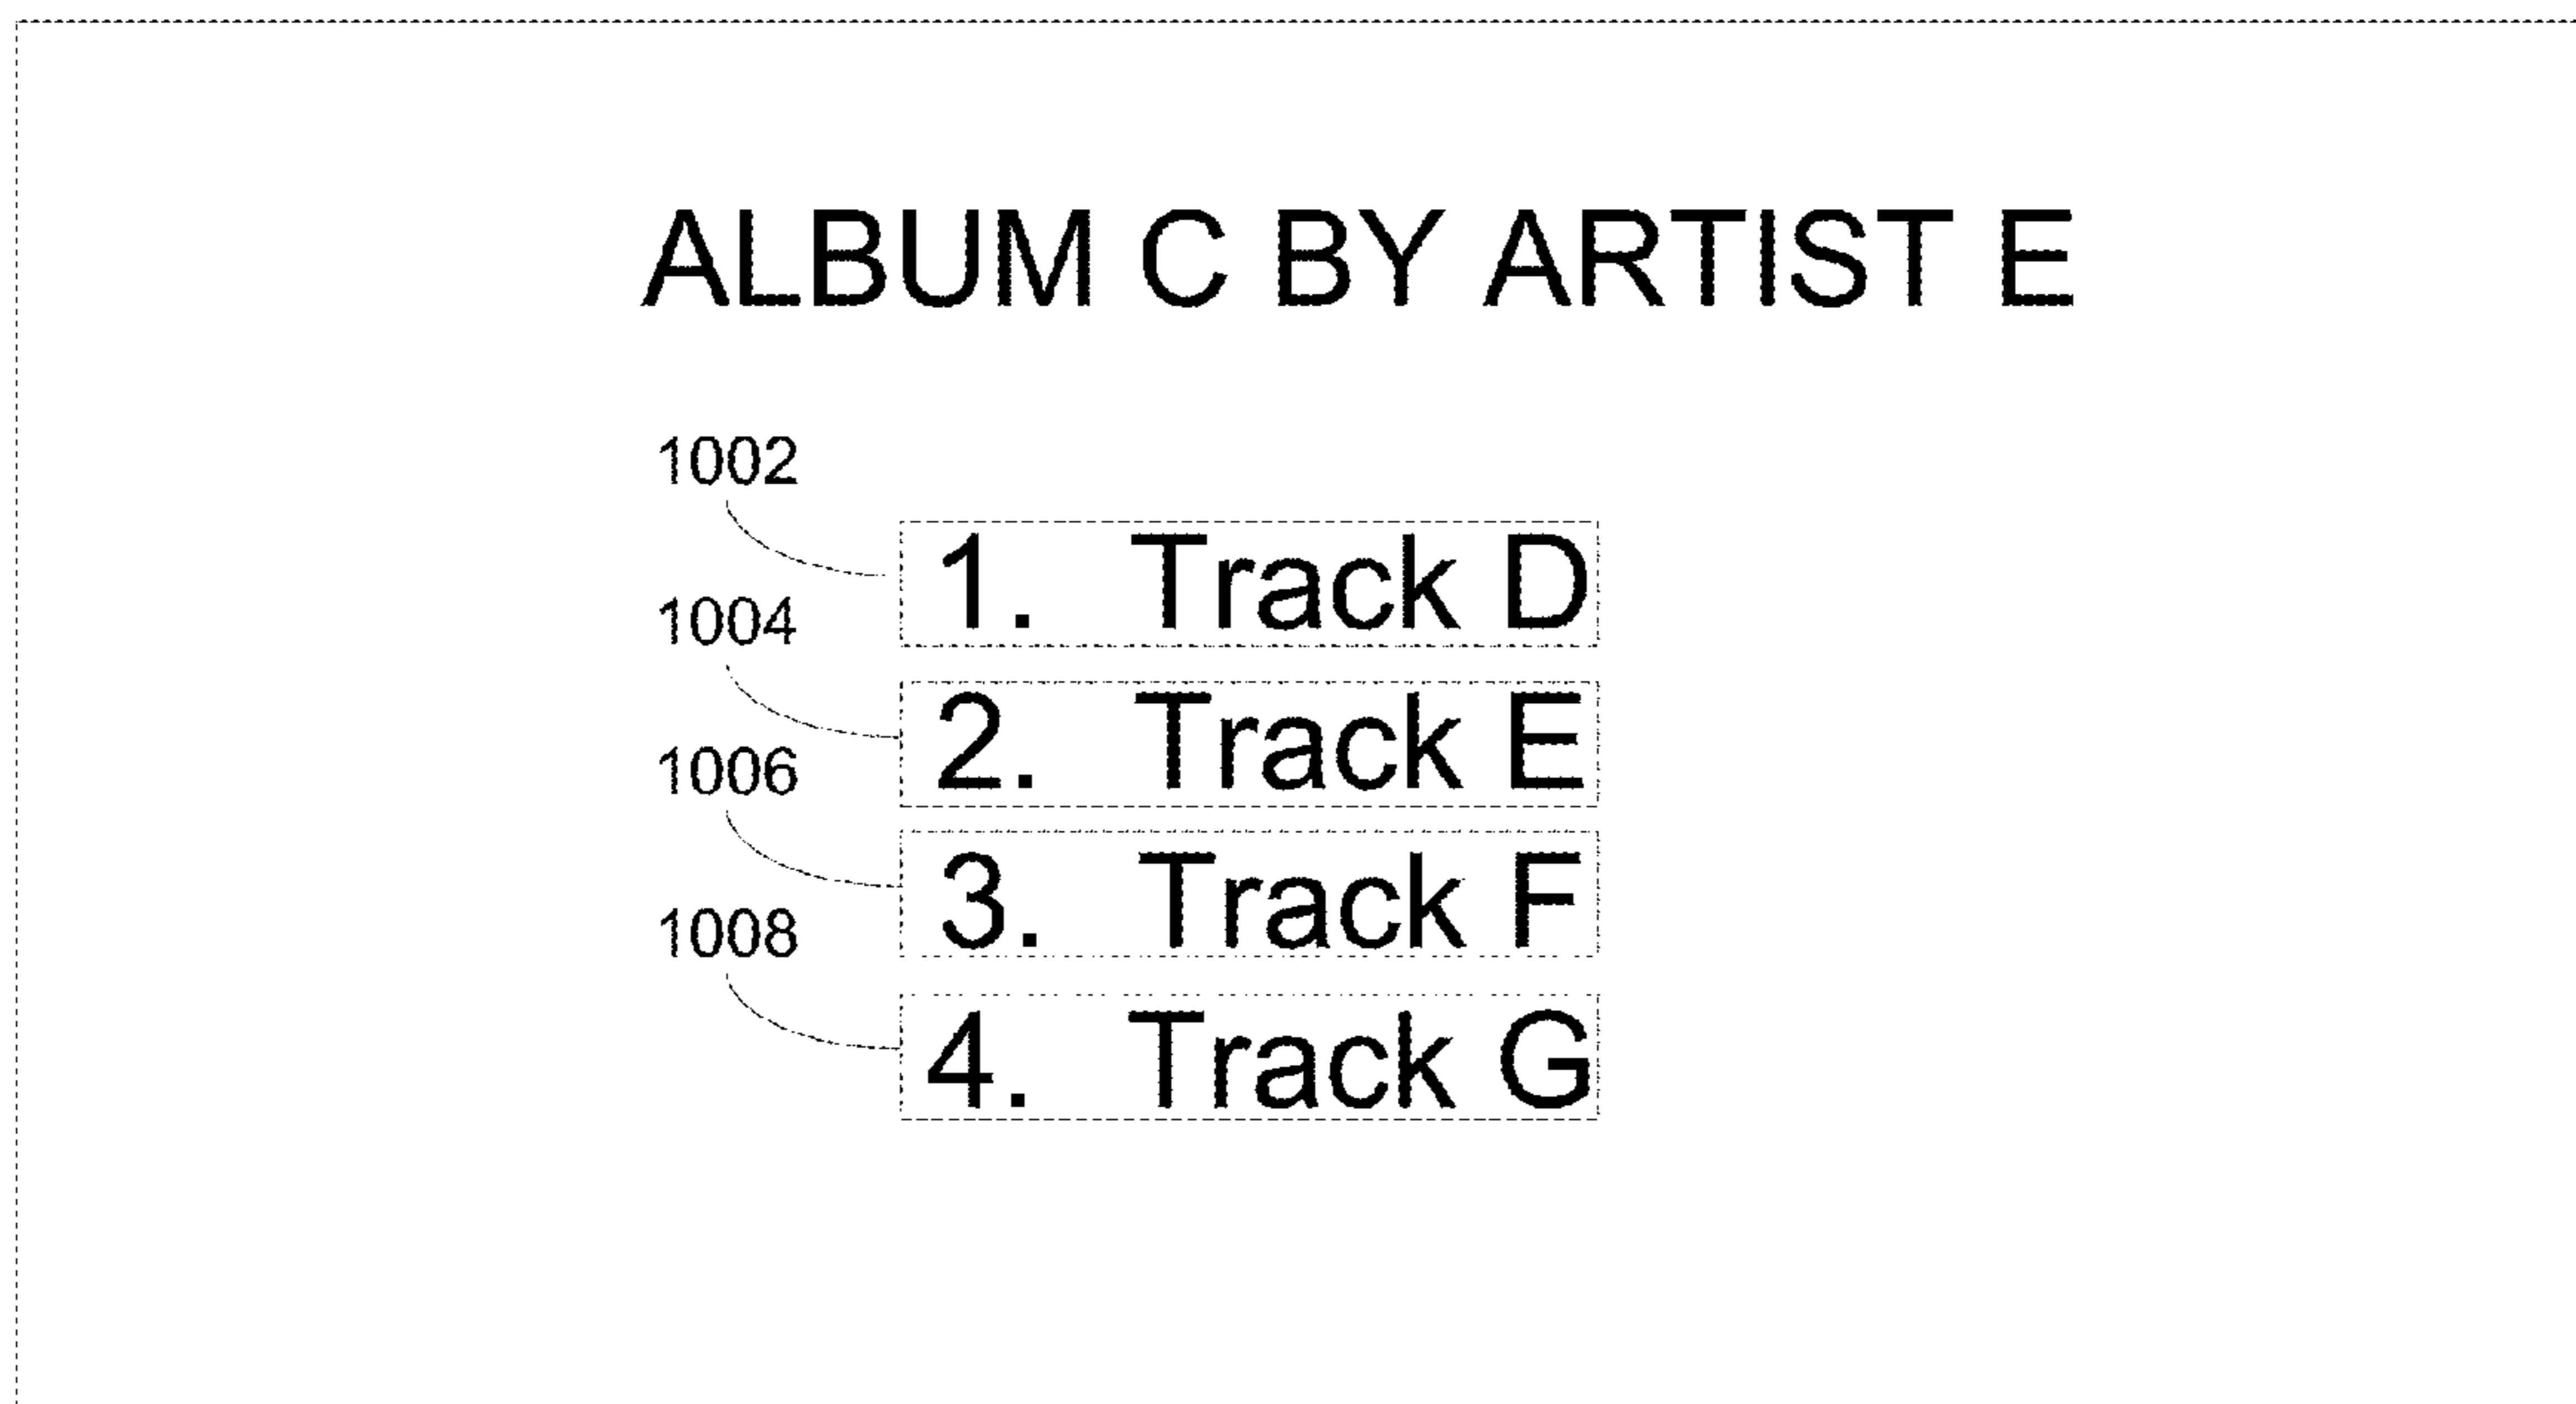 ALBUM C BY ARTIST E
1002
1. Track D
1004
2. Track E
1006
3. Track F
1008
4. Track G